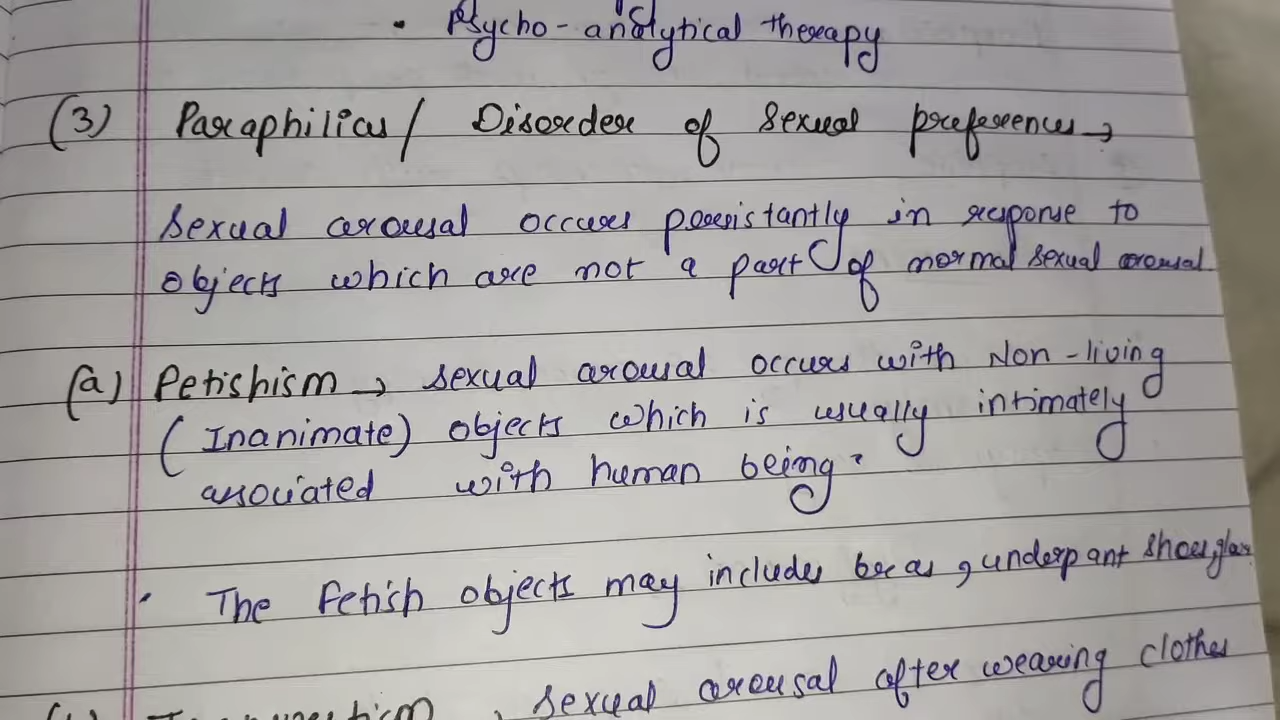 • Psycho-analytical therapy
(3) Paraphilias / Disorder of sexual preferences →
Sexual arousal occurs persistantly in response to
objects which are not a part of normal sexual arousal.
(a) Fetishism → sexual arousal occurs with Non-living
(Inanimate) objects which is usually intimately
associated with human being.
• The fetish objects may includes bras, underpant shoes,
sexual arousal after wearing clothes